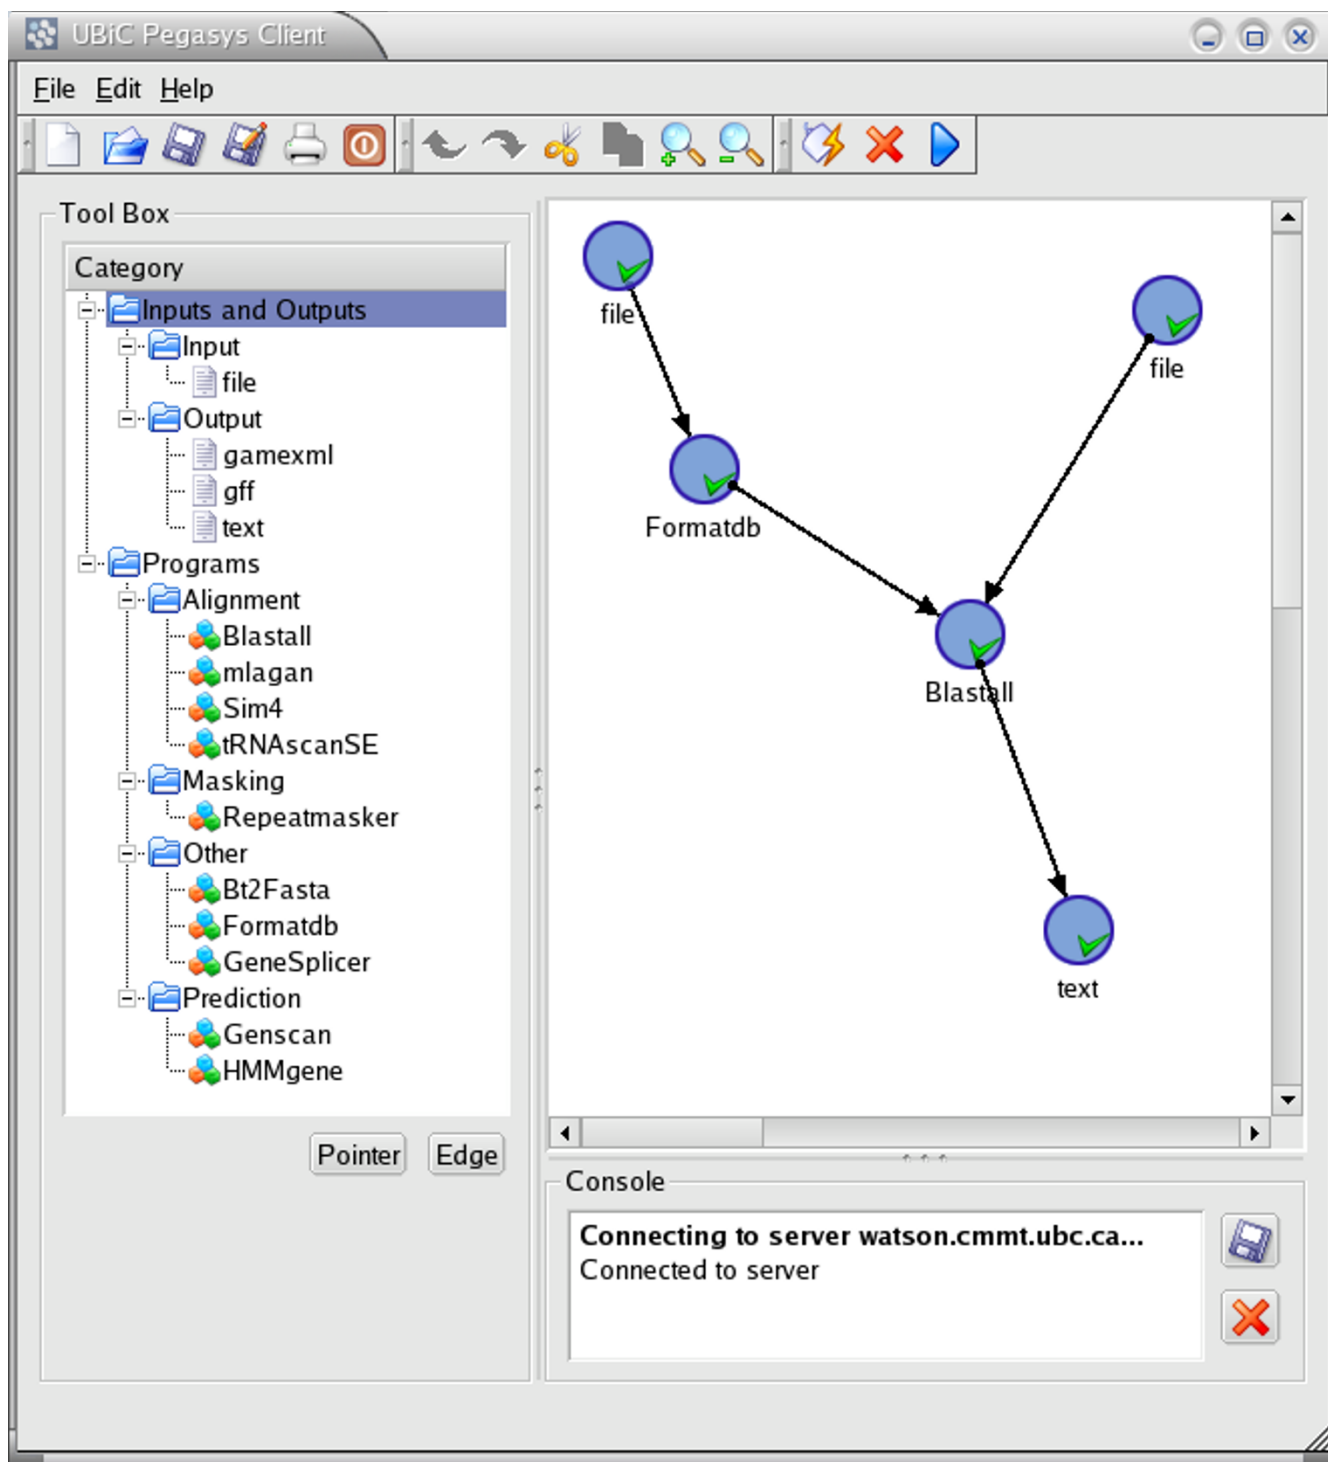 UBiC Pegasys Client
File Edit Help
Tool Box
Category
Inputs and Outputs
Input
file
Output
gamexml
gff
text
Programs
Alignment
Blastall
mlagan
Sim4
tRNAscanSE
Masking
Repeatmasker
Other
Bt2Fasta
Formatdb
GeneSplicer
Prediction
Genscan
HMMgene
Pointer Edge
file
file
Formatdb
Blastall
text
Console
Connecting to server watson.cmmt.ubc.ca...
Connected to server